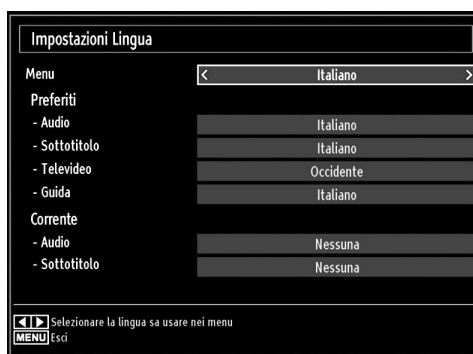 Impostazioni Lingua
Menu < Italiano >
Preferiti
- Audio Italiano
- Sottotitolo Italiano
- Televideo Occidente
- Guida Italiano
Corrente
- Audio Nessuna
- Sottotitolo Nessuna
Selezionare la lingua sa usare nei menu
MENU Esci